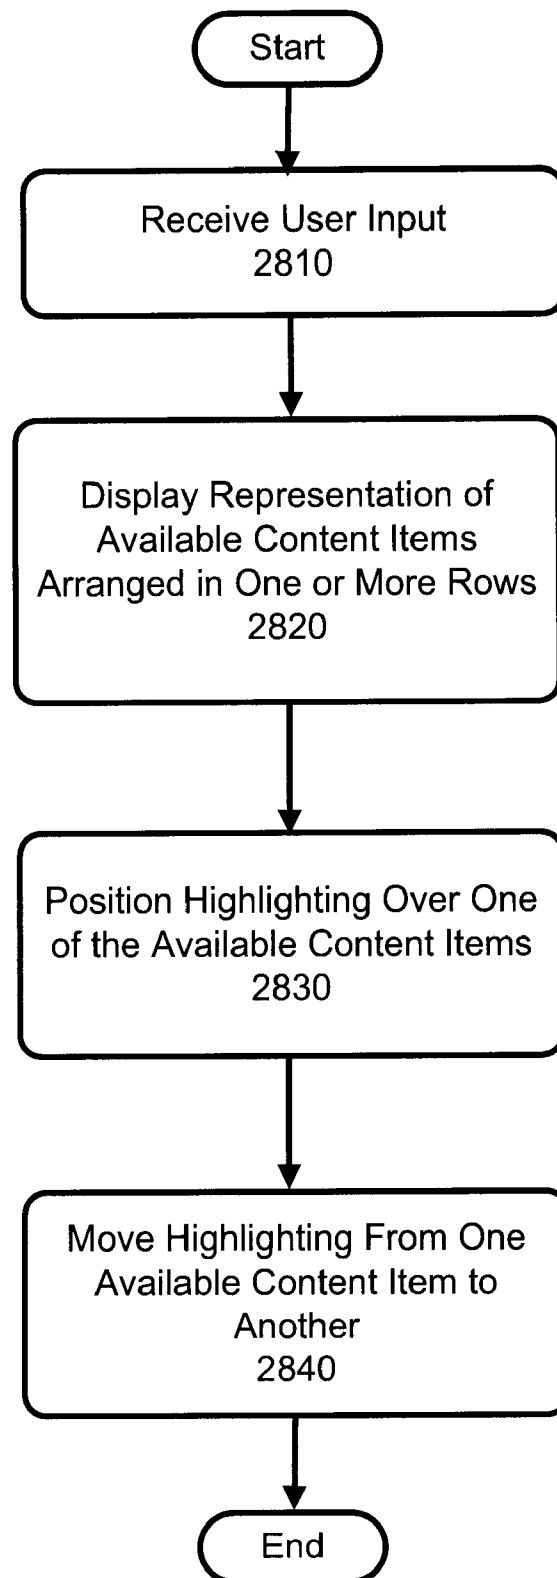 Start
Receive User Input
2810
Display Representation of
Available Content Items
Arranged in One or More Rows
2820
Position Highlighting Over One
of the Available Content Items
2830
Move Highlighting From One
Available Content Item to
Another
2840
End